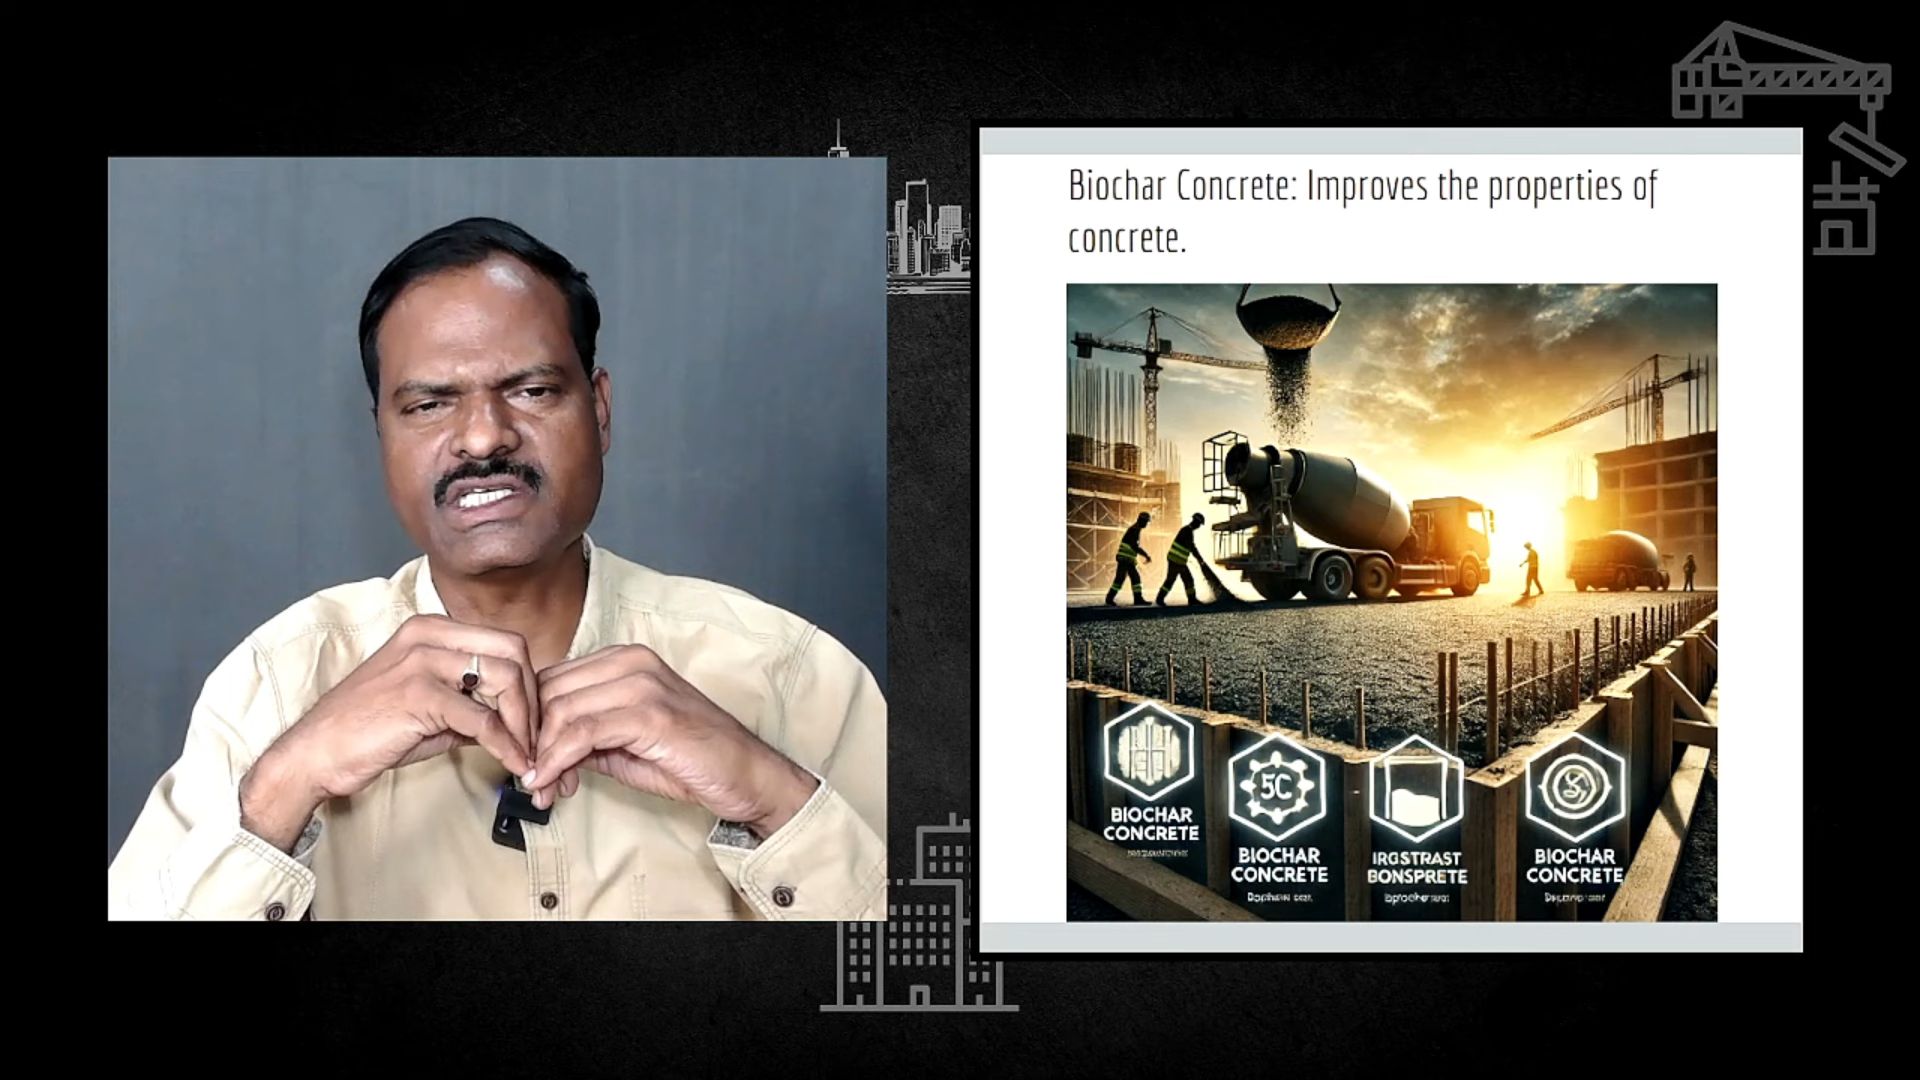 Biochar Concrete: Improves the properties of
concrete.
BIOCHAR
CONCRETE
5C
BIOCHAR
CONCRETE
IRGSTRAST
BONSPRETE
BIOCHAR
CONCRETE